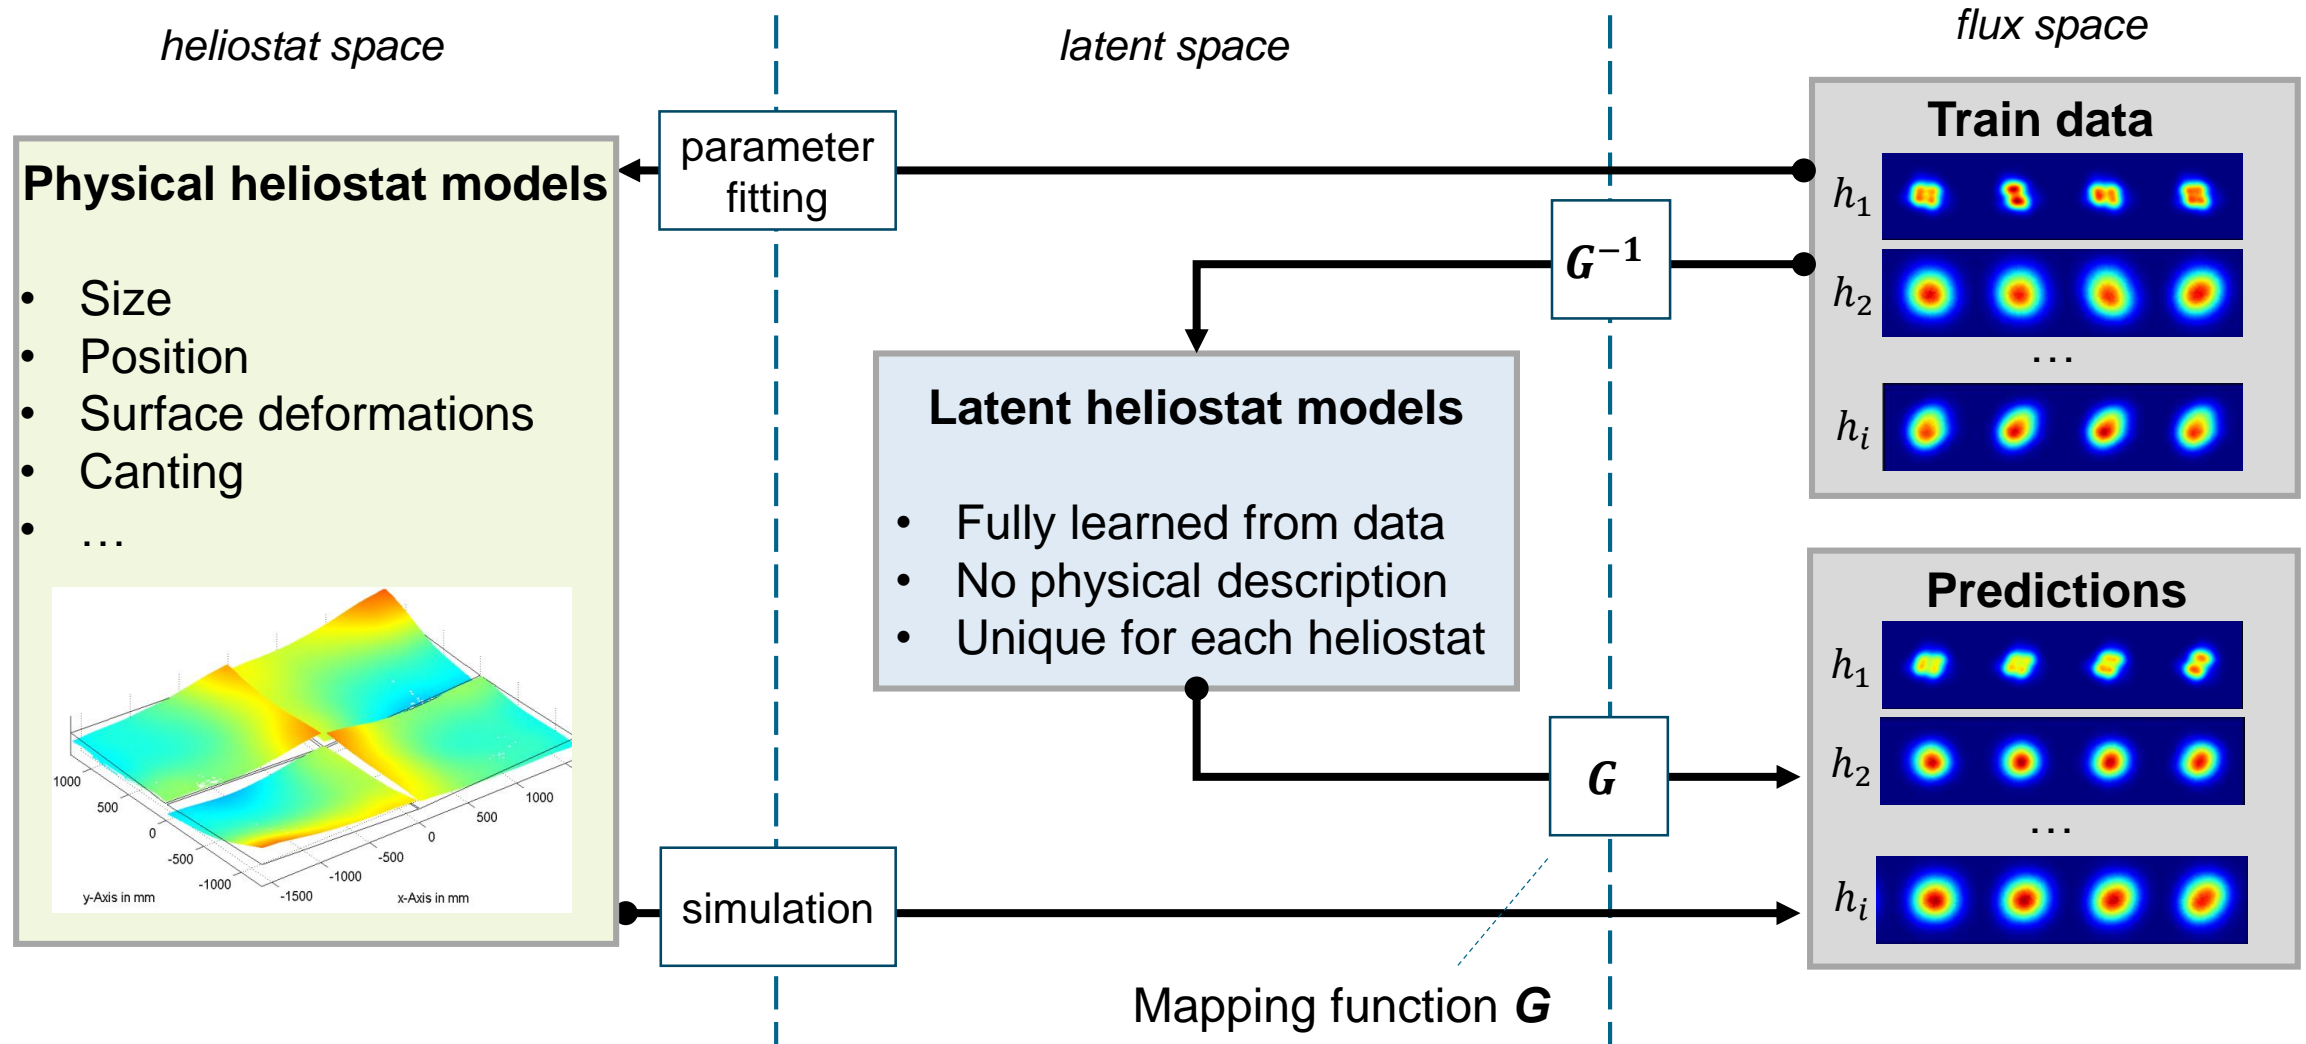 heliostat space
latent space
flux space
Physical heliostat models
• Size
• Position
• Surface deformations
• Canting
• …
1000
500
0
-500
-1000
y-Axis in mm
-1500
-1000
-500
0
500
1000
x-Axis in mm
parameter
fitting
simulation
Latent heliostat models
• Fully learned from data
• No physical description
• Unique for each heliostat
G⁻¹
G
Mapping function G
Train data
h₁
h₂
…
hᵢ
Predictions
h₁
h₂
…
hᵢ